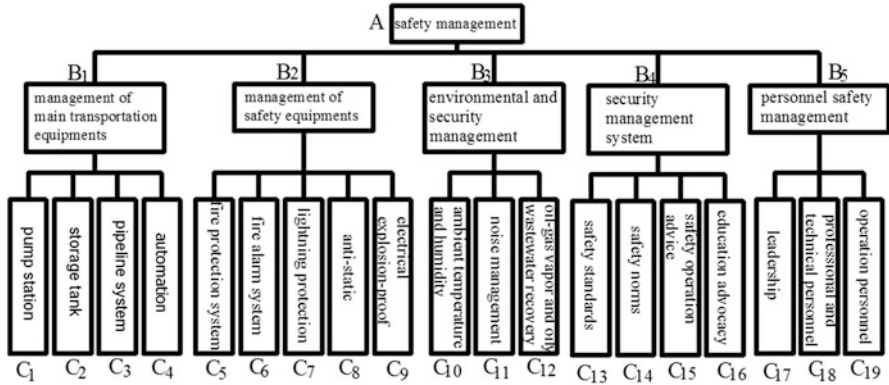 A
safety management
B1
B2
B3
B4
B5
management of
main transportation
equipments
management of
safety equipments
environmental and
security
management
security
management
system
personnel safety
management
pump station
storage tank
pipeline system
automation
fire protection system
fire alarm system
lightning protection
anti-static
electrical
explosion-proof
ambient temperature
and humidity
noise management
oil-gas vapor and oily
wastewater recovery
safety standards
safety norms
safety operation
advice
education advocacy
leadership
professional and
technical personnel
operation personnel
C1
C2
C3
C4
C5
C6
C7
C8
C9
C10
C11
C12
C13
C14
C15
C16
C17
C18
C19